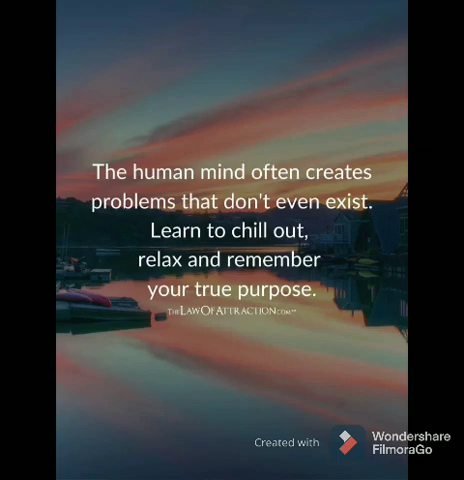 The human mind often creates
problems that don't even exist.
Learn to chill out,
relax and remember
your true purpose.
THELAWOFATTRACTION.COM™
Created with
Wondershare
FilmoraGo